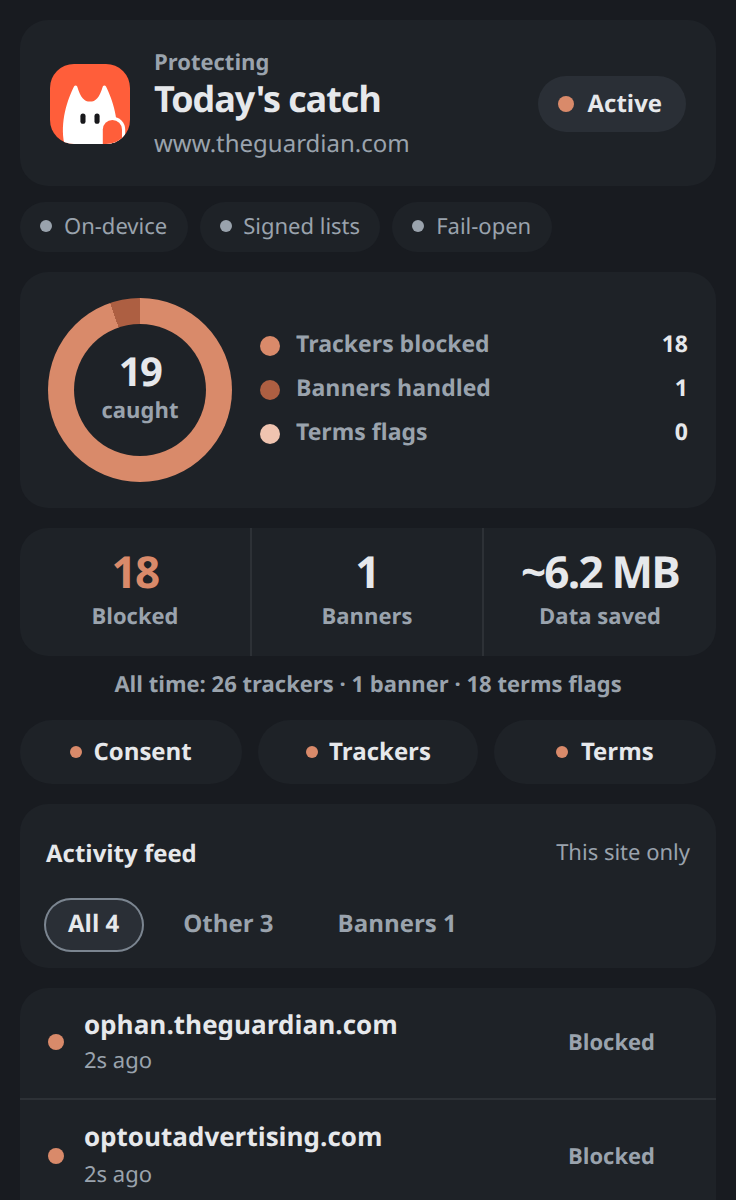 Protecting
Today's catch
www.theguardian.com
Active
On-device
Signed lists
Fail-open
19
caught
Trackers blocked 18
Banners handled 1
Terms flags 0
18
Blocked
1
Banners
~6.2 MB
Data saved
All time: 26 trackers · 1 banner · 18 terms flags
Consent
Trackers
Terms
Activity feed
This site only
All 4
Other 3
Banners 1
ophan.theguardian.com
2s ago
Blocked
optoutadvertising.com
2s ago
Blocked